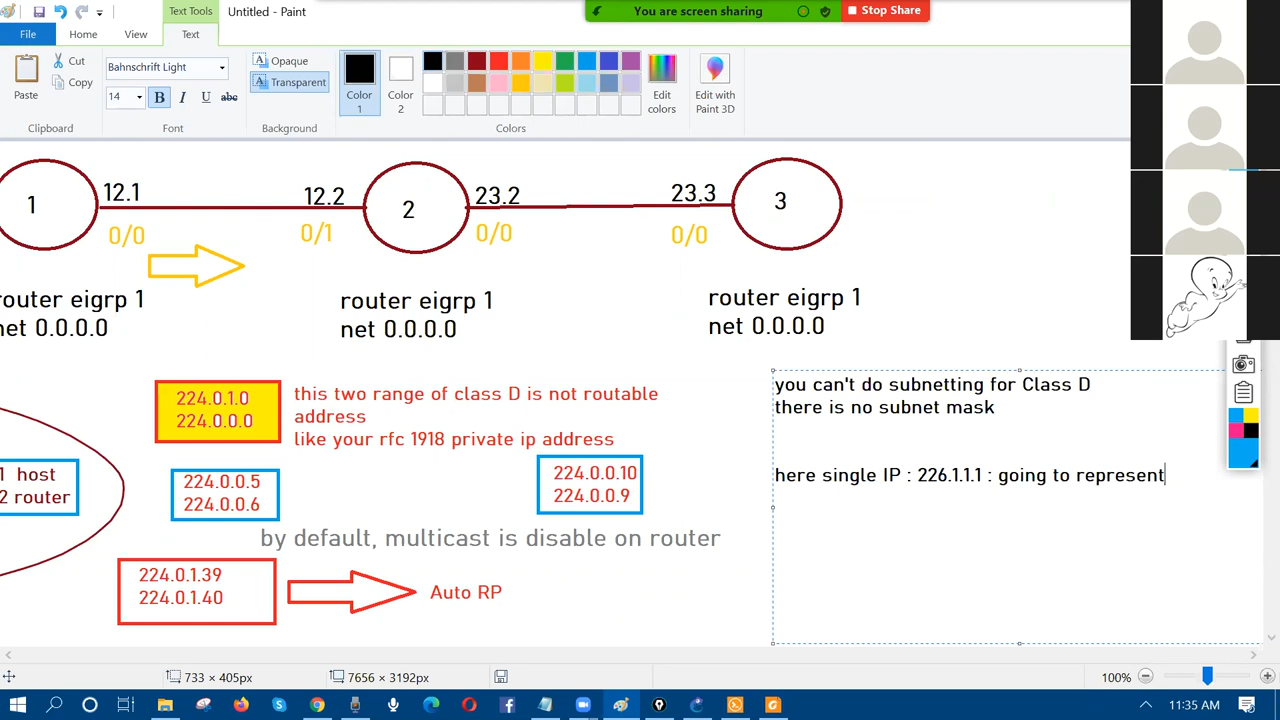 Text Tools
Untitled - Paint
You are screen sharing
Stop Share
File
Home
View
Text
Paste
Cut
Copy
Clipboard
Bahnschrift Light
14
B
I
U
abc
Font
Opaque
Transparent
Background
Color 1
Color 2
Colors
Edit colors
Edit with Paint 3D
1
12.1
0/0
12.2
0/1
2
23.2
0/0
23.3
0/0
3
router eigrp 1
net 0.0.0.0
router eigrp 1
net 0.0.0.0
router eigrp 1
net 0.0.0.0
224.0.1.0
224.0.0.0
this two range of class D is not routable
address
like your rfc 1918 private ip address
1 host
2 router
224.0.0.5
224.0.0.6
224.0.0.10
224.0.0.9
by default, multicast is disable on router
224.0.1.39
224.0.1.40
Auto RP
you can't do subnetting for Class D
there is no subnet mask
here single IP : 226.1.1.1 : going to represent
733 × 405px
7656 × 3192px
100%
11:35 AM